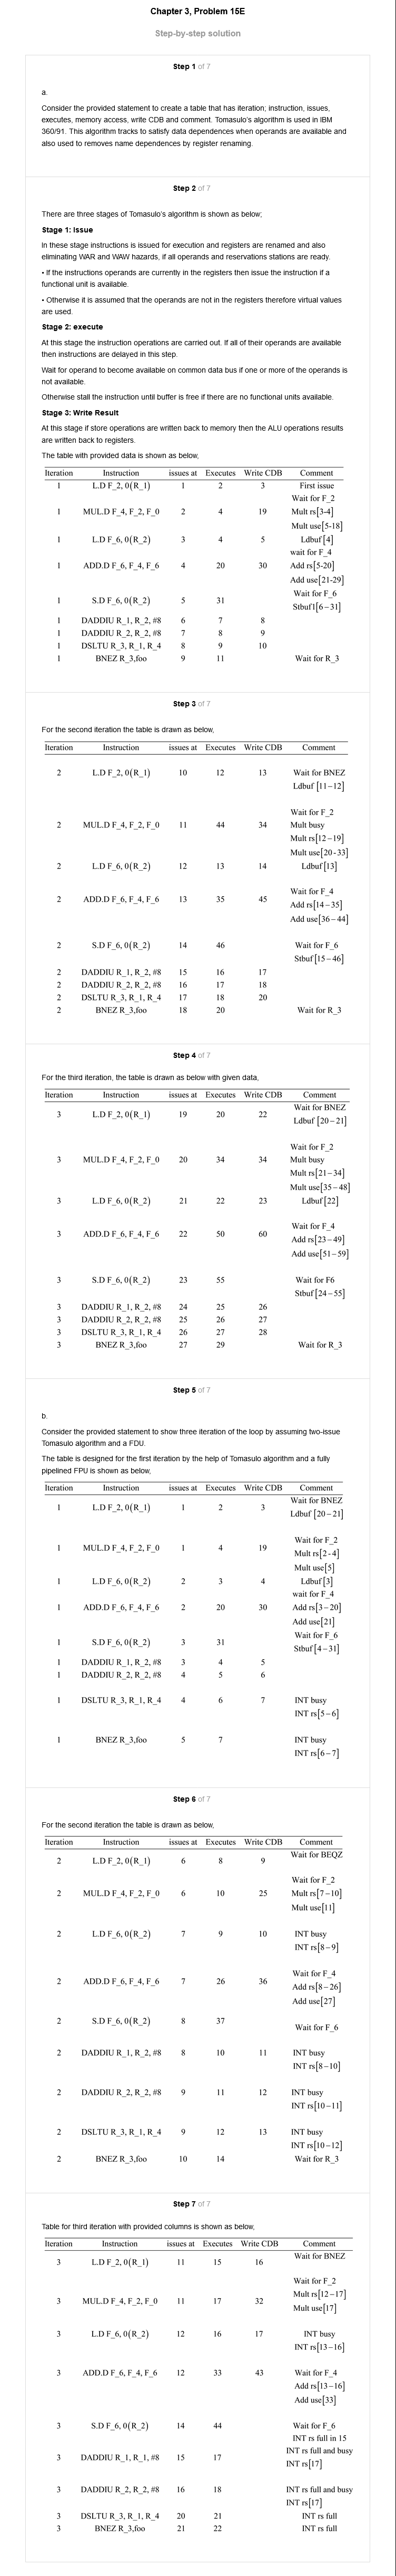 Chapter 3, Problem 15E
Step-by-step solution
Step 1 of 7
a.
Consider the provided statement to create a table that has iteration; instruction, issues,
executes, memory access, write CDB and comment. Tomasulo's algorithm is used in IBM
360/91. This algorithm tracks to satisfy data dependences when operands are available and
also used to removes name dependences by register renaming.
Step 2 of 7
There are three stages of Tomasulo's algorithm is shown as below;
Stage 1: Issue
In these stage instructions is issued for execution and registers are renamed and also
eliminating WAR and WAW hazards, if all operands and reservations stations are ready.
• If the instructions operands are currently in the registers then issue the instruction if a
functional unit is available.
• Otherwise it is assumed that the operands are not in the registers therefore virtual values
are used.
Stage 2: execute
At this stage the instruction operations are carried out. If all of their operands are available
then instructions are delayed in this step.
Wait for operand to become available on common data bus if one or more of the operands is
not available.
Otherwise stall the instruction until buffer is free if there are no functional units available.
Stage 3: Write Result
At this stage if store operations are written back to memory then the ALU operations results
are written back to registers.
The table with provided data is shown as below,
Iteration Instruction issues at Executes Write CDB Comment
1 L.D F_2, 0(R_1) 1 2 3 First issue
Wait for F_2
1 MUL.D F_4, F_2, F_0 2 4 19 Mult rs[3-4]
Mult use[5-18]
1 L.D F_6, 0(R_2) 3 4 5 Ldbuf [4]
wait for F_4
1 ADD.D F_6, F_4, F_6 4 20 30 Add rs[5-20]
Add use[21-29]
Wait for F_6
1 S.D F_6, 0(R_2) 5 31 Stbuf1[6–31]
1 DADDIU R_1, R_2, #8 6 7 8
1 DADDIU R_2, R_2, #8 7 8 9
1 DSLTU R_3, R_1, R_4 8 9 10
1 BNEZ R_3,foo 9 11 Wait for R_3
Step 3 of 7
For the second iteration the table is drawn as below,
Iteration Instruction issues at Executes Write CDB Comment
2 L.D F_2, 0(R_1) 10 12 13 Wait for BNEZ
Ldbuf [11–12]
Wait for F_2
2 MUL.D F_4, F_2, F_0 11 44 34 Mult busy
Mult rs[12–19]
Mult use[20-33]
2 L.D F_6, 0(R_2) 12 13 14 Ldbuf[13]
Wait for F_4
2 ADD.D F_6, F_4, F_6 13 35 45 Add rs[14–35]
Add use[36–44]
2 S.D F_6, 0(R_2) 14 46 Wait for F_6
Stbuf [15–46]
2 DADDIU R_1, R_2, #8 15 16 17
2 DADDIU R_2, R_2, #8 16 17 18
2 DSLTU R_3, R_1, R_4 17 18 20
2 BNEZ R_3,foo 18 20 Wait for R_3
Step 4 of 7
For the third iteration, the table is drawn as below with given data,
Iteration Instruction issues at Executes Write CDB Comment
Wait for BNEZ
3 L.D F_2, 0(R_1) 19 20 22 Ldbuf [20–21]
Wait for F_2
3 MUL.D F_4, F_2, F_0 20 34 34 Mult busy
Mult rs[21–34]
Mult use[35–48]
3 L.D F_6, 0(R_2) 21 22 23 Ldbuf [22]
Wait for F_4
3 ADD.D F_6, F_4, F_6 22 50 60 Add rs[23–49]
Add use[51–59]
3 S.D F_6, 0(R_2) 23 55 Wait for F6
Stbuf [24–55]
3 DADDIU R_1, R_2, #8 24 25 26
3 DADDIU R_2, R_2, #8 25 26 27
3 DSLTU R_3, R_1, R_4 26 27 28
3 BNEZ R_3,foo 27 29 Wait for R_3
Step 5 of 7
b.
Consider the provided statement to show three iteration of the loop by assuming two-issue
Tomasulo algorithm and a FDU.
The table is designed for the first iteration by the help of Tomasulo algorithm and a fully
pipelined FPU is shown as below,
Iteration Instruction issues at Executes Write CDB Comment
Wait for BNEZ
1 L.D F_2, 0(R_1) 1 2 3 Ldbuf [20–21]
Wait for F_2
1 MUL.D F_4, F_2, F_0 1 4 19 Mult rs[2-4]
Mult use[5]
1 L.D F_6, 0(R_2) 2 3 4 Ldbuf [3]
wait for F_4
1 ADD.D F_6, F_4, F_6 2 20 30 Add rs[3–20]
Add use[21]
Wait for F_6
1 S.D F_6, 0(R_2) 3 31 Stbuf [4–31]
1 DADDIU R_1, R_2, #8 3 4 5
1 DADDIU R_2, R_2, #8 4 5 6
1 DSLTU R_3, R_1, R_4 4 6 7 INT busy
INT rs[5–6]
1 BNEZ R_3,foo 5 7 INT busy
INT rs[6–7]
Step 6 of 7
For the second iteration the table is drawn as below,
Iteration Instruction issues at Executes Write CDB Comment
Wait for BEQZ
2 L.D F_2, 0(R_1) 6 8 9
Wait for F_2
2 MUL.D F_4, F_2, F_0 6 10 25 Mult rs[7–10]
Mult use[11]
2 L.D F_6, 0(R_2) 7 9 10 INT busy
INT rs[8–9]
Wait for F_4
2 ADD.D F_6, F_4, F_6 7 26 36 Add rs[8–26]
Add use[27]
2 S.D F_6, 0(R_2) 8 37 Wait for F_6
2 DADDIU R_1, R_2, #8 8 10 11 INT busy
INT rs[8–10]
2 DADDIU R_2, R_2, #8 9 11 12 INT busy
INT rs[10–11]
2 DSLTU R_3, R_1, R_4 9 12 13 INT busy
INT rs[10–12]
2 BNEZ R_3,foo 10 14 Wait for R_3
Step 7 of 7
Table for third iteration with provided columns is shown as below,
Iteration Instruction issues at Executes Write CDB Comment
Wait for BNEZ
3 L.D F_2, 0(R_1) 11 15 16
Wait for F_2
3 MUL.D F_4, F_2, F_0 11 17 32 Mult rs[12–17]
Mult use[17]
3 L.D F_6, 0(R_2) 12 16 17 INT busy
INT rs[13–16]
3 ADD.D F_6, F_4, F_6 12 33 43 Wait for F_4
Add rs[13–16]
Add use[33]
3 S.D F_6, 0(R_2) 14 44 Wait for F_6
INT rs full in 15
3 DADDIU R_1, R_1, #8 15 17 INT rs full and busy
INT rs[17]
3 DADDIU R_2, R_2, #8 16 18 INT rs full and busy
INT rs[17]
3 DSLTU R_3, R_1, R_4 20 21 INT rs full
3 BNEZ R_3,foo 21 22 INT rs full